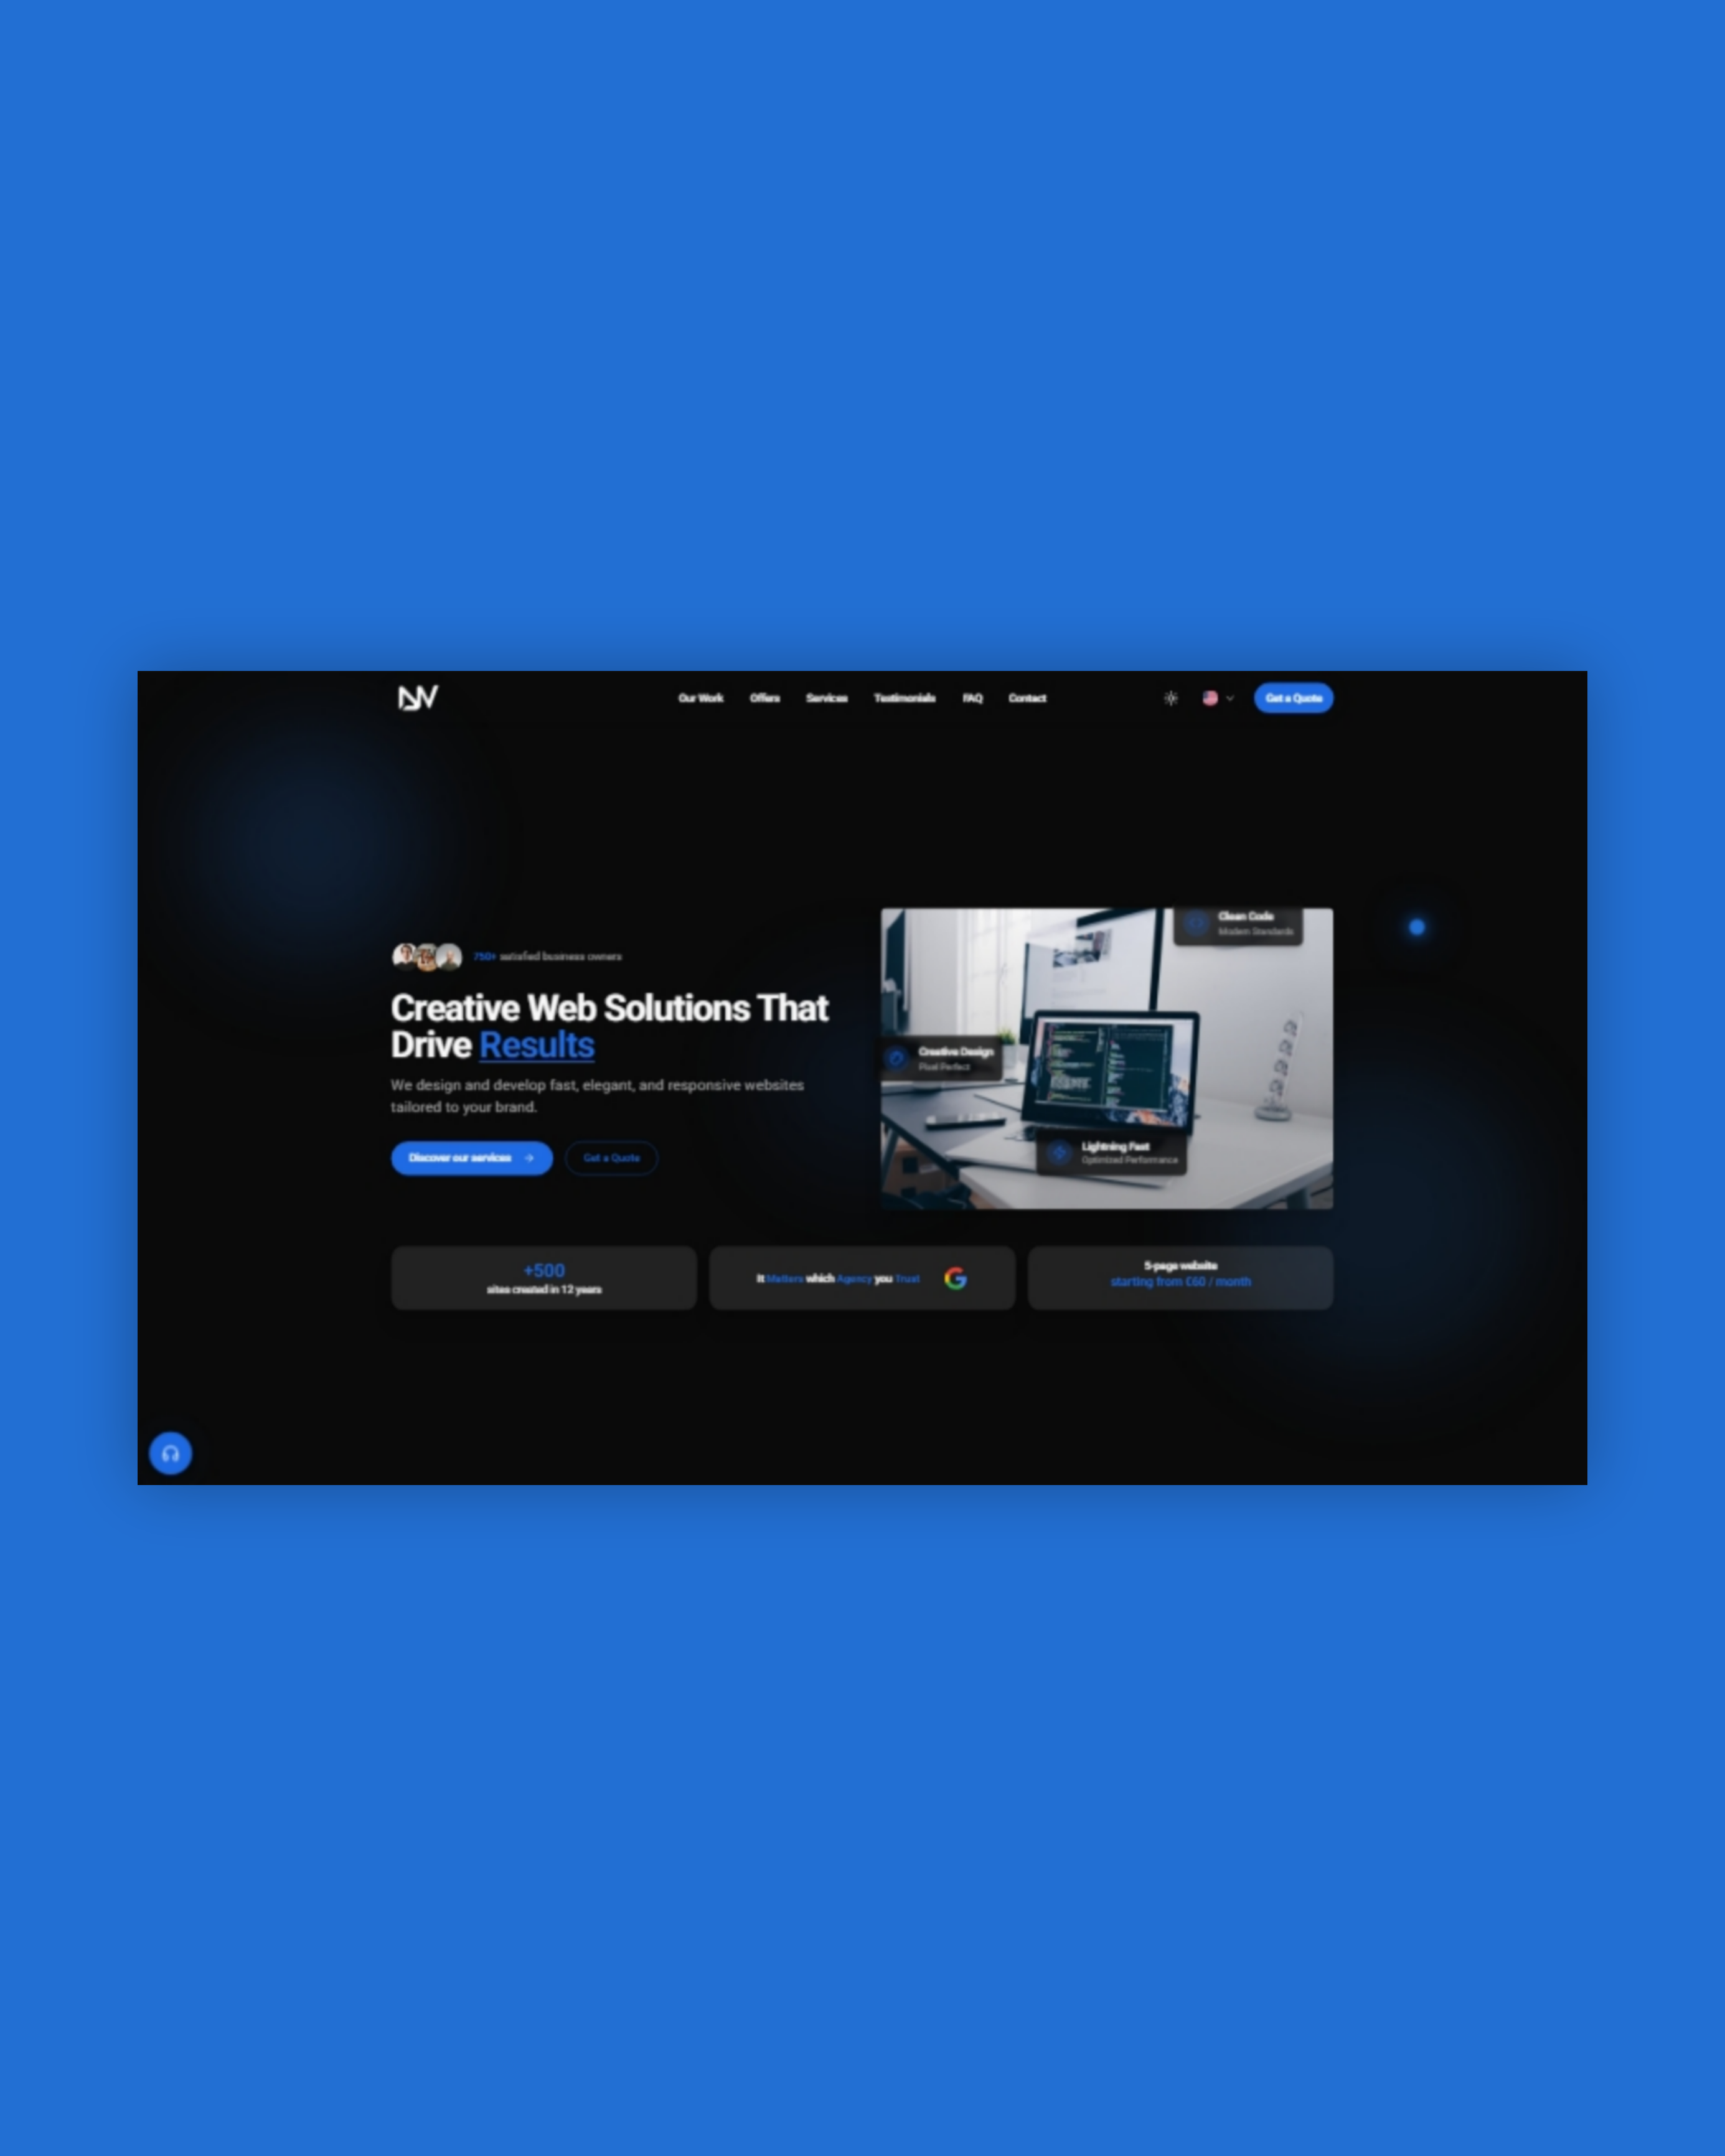 Our Work Offers Services Testimonials FAQ Contact Get a Quote
750+ satisfied business owners
Creative Web Solutions That
Drive Results
We design and develop fast, elegant, and responsive websites
tailored to your brand.
Discover our services Get a Quote
Clean Code
Modern Standards
Creative Design
Pixel Perfect
Lightning Fast
Optimized Performance
+500
sites created in 12 years
It Matters which Agency you Trust
5-page website
starting from €60 / month